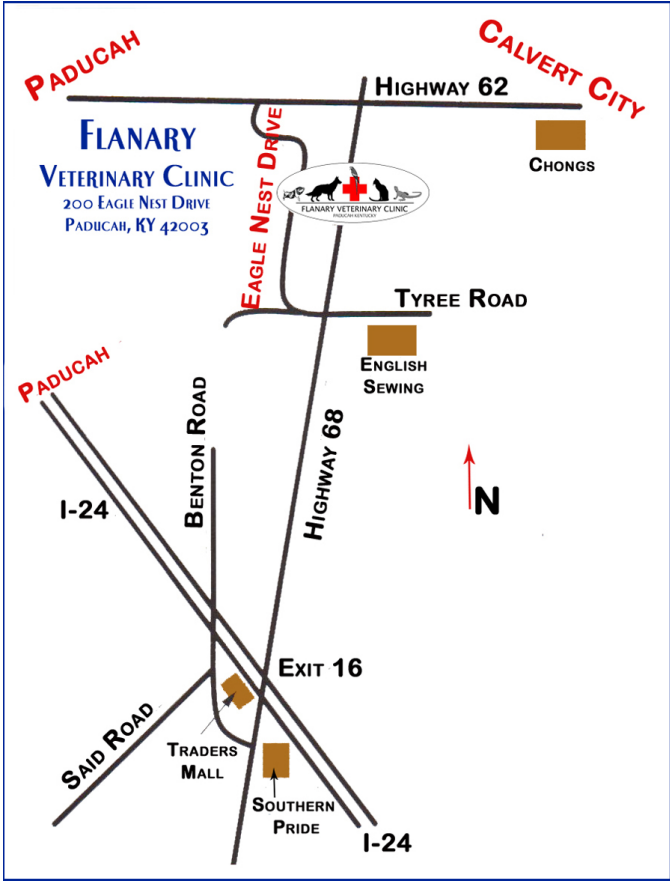 PADUCAH
CALVERT CITY
HIGHWAY 62
FLANARY
VETERINARY CLINIC
200 EAGLE NEST DRIVE
PADUCAH, KY 42003
EAGLE NEST DRIVE
CHONGS
FLANARY VETERINARY CLINIC
PADUCAH KENTUCKY
TYREE ROAD
ENGLISH
SEWING
PADUCAH
BENTON ROAD
HIGHWAY 68
I-24
N
EXIT 16
SAID ROAD
TRADERS
MALL
SOUTHERN
PRIDE
I-24